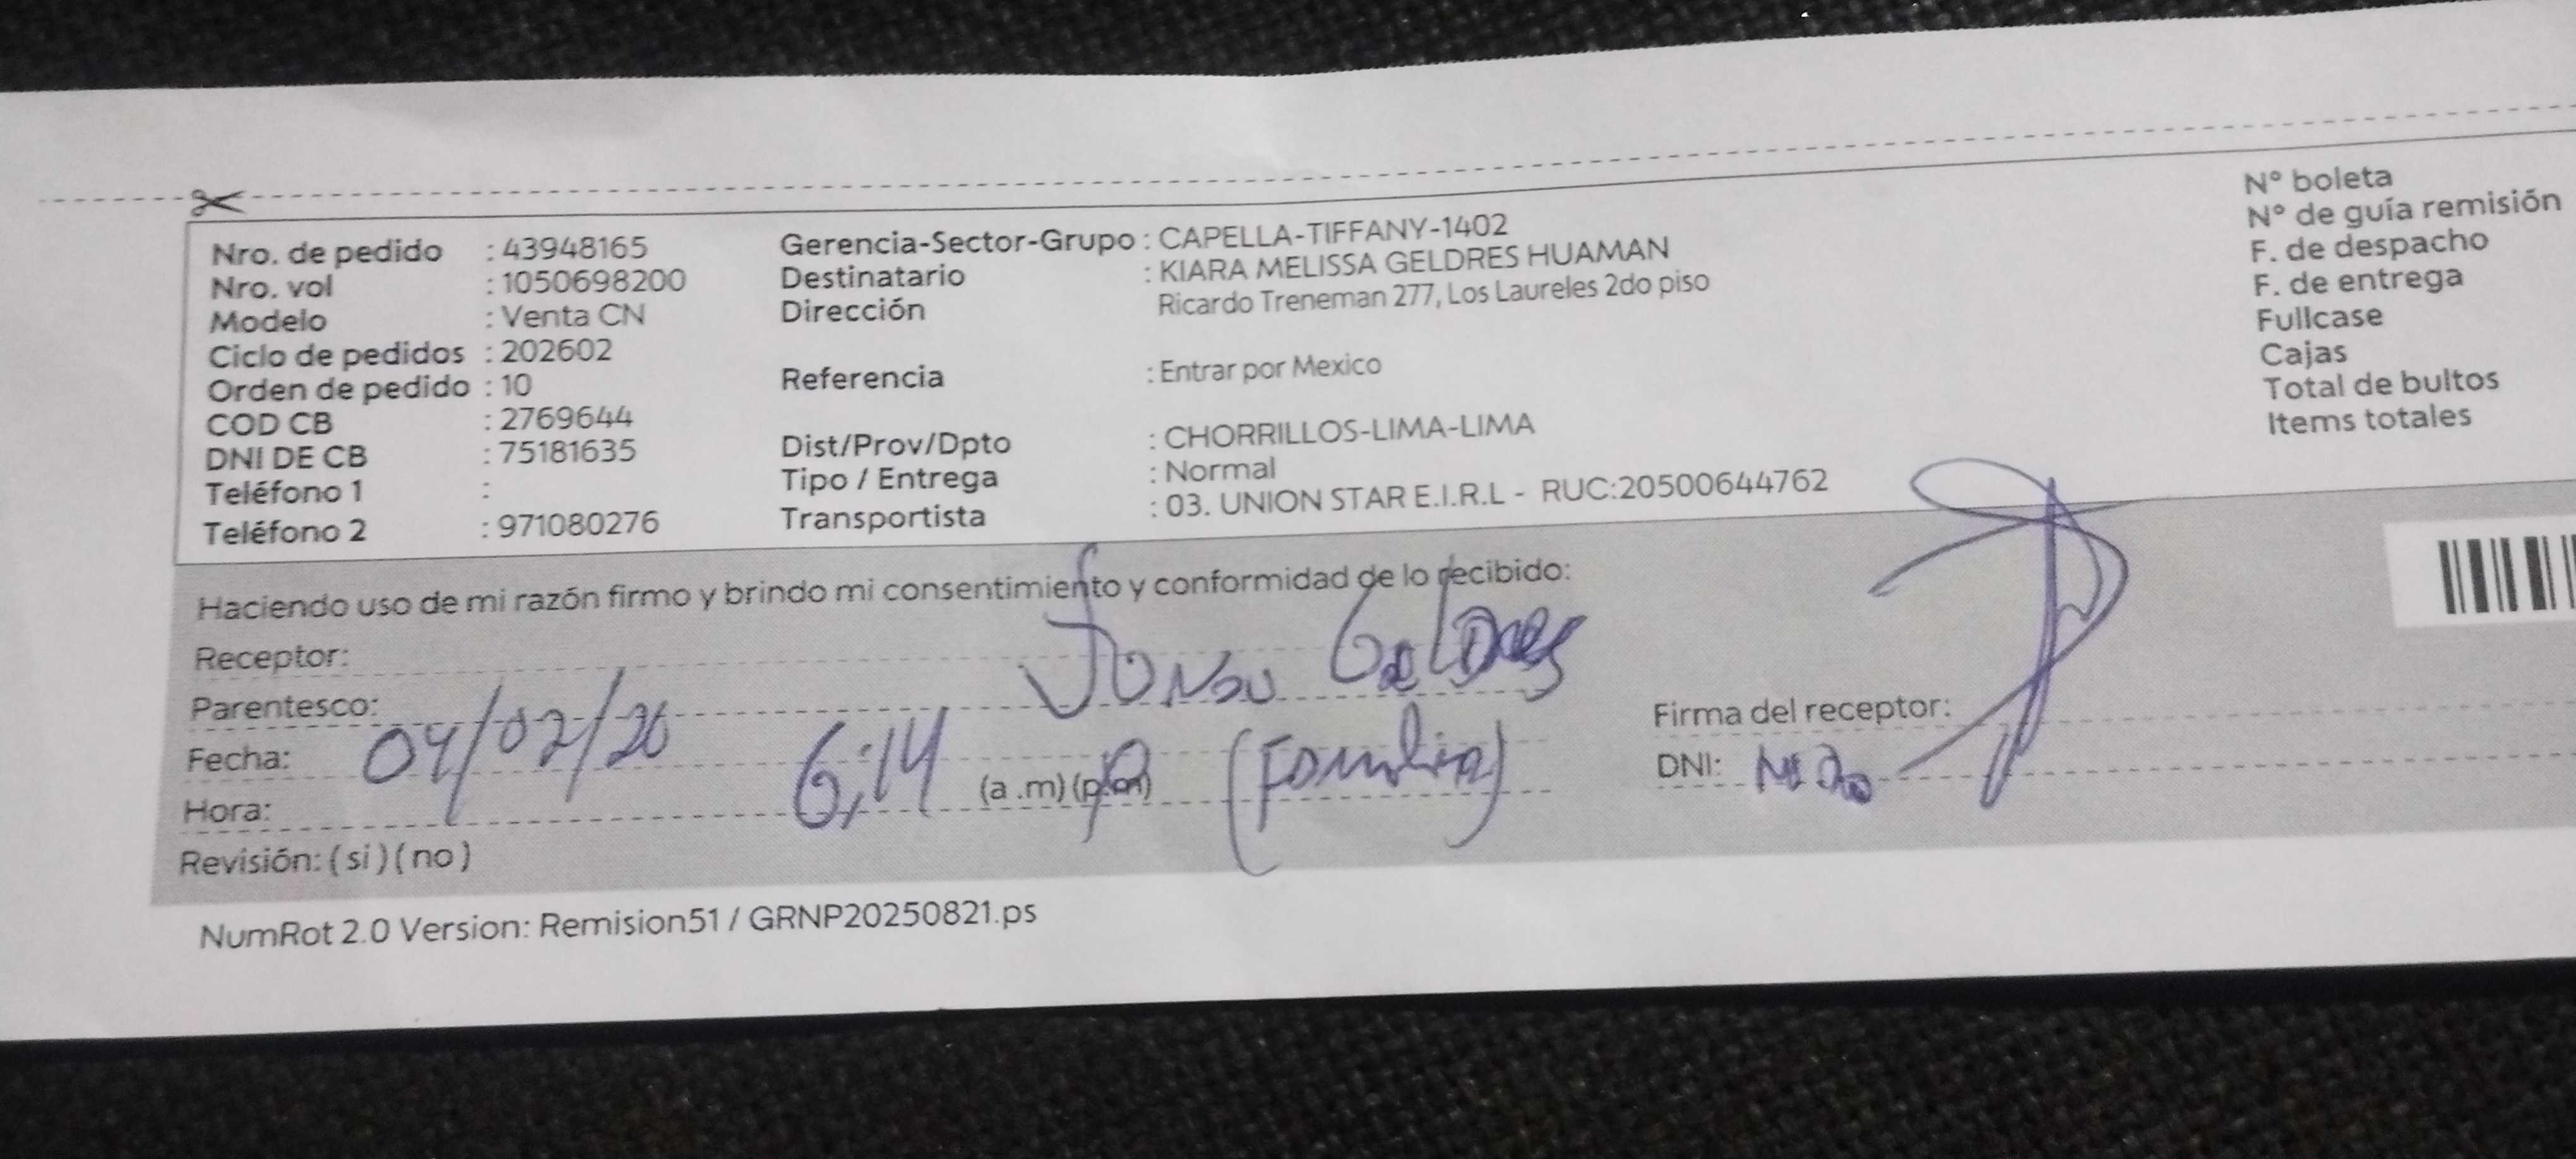 Nro. de pedido : 43948165
Nro. vol : 1050698200
Modelo : Venta CN
Ciclo de pedidos : 202602
Orden de pedido : 10
COD CB : 2769644
DNI DE CB : 75181635
Teléfono 1 :
Teléfono 2 : 971080276
Gerencia-Sector-Grupo : CAPELLA-TIFFANY-1402
Destinatario : KIARA MELISSA GELDRES HUAMAN
Dirección Ricardo Treneman 277, Los Laureles 2do piso
Referencia : Entrar por Mexico
Dist/Prov/Dpto : CHORRILLOS-LIMA-LIMA
Tipo / Entrega : Normal
Transportista : 03. UNION STAR E.I.R.L - RUC:20500644762
N° boleta
N° de guía remisión
F. de despacho
F. de entrega
Fullcase
Cajas
Total de bultos
Items totales
Haciendo uso de mi razón firmo y brindo mi consentimiento y conformidad de lo recibido:
Receptor: Geldres
Parentesco:
Fecha: 04/02/26
Hora: 6:14 (a .m) (p.m) (Familia)
Revisión: ( si ) ( no )
Firma del receptor:
DNI:
NumRot 2.0 Version: Remision51 / GRNP20250821.ps